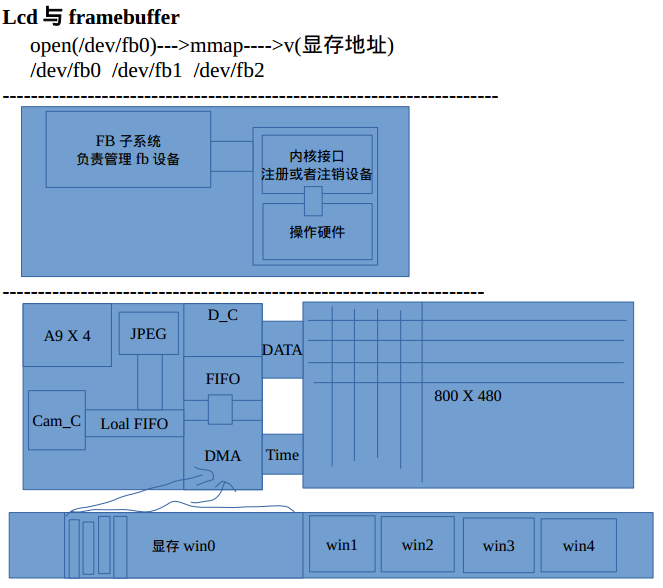 Lcd 与 framebuffer
open(/dev/fb0)--->mmap---->v(显存地址)
/dev/fb0 /dev/fb1 /dev/fb2
FB 子系统
负责管理 fb 设备
内核接口
注册或者注销设备
操作硬件
A9 X 4
JPEG
D_C
DATA
FIFO
800 X 480
Cam_C
Loal FIFO
DMA
Time
显存 win0
win1
win2
win3
win4